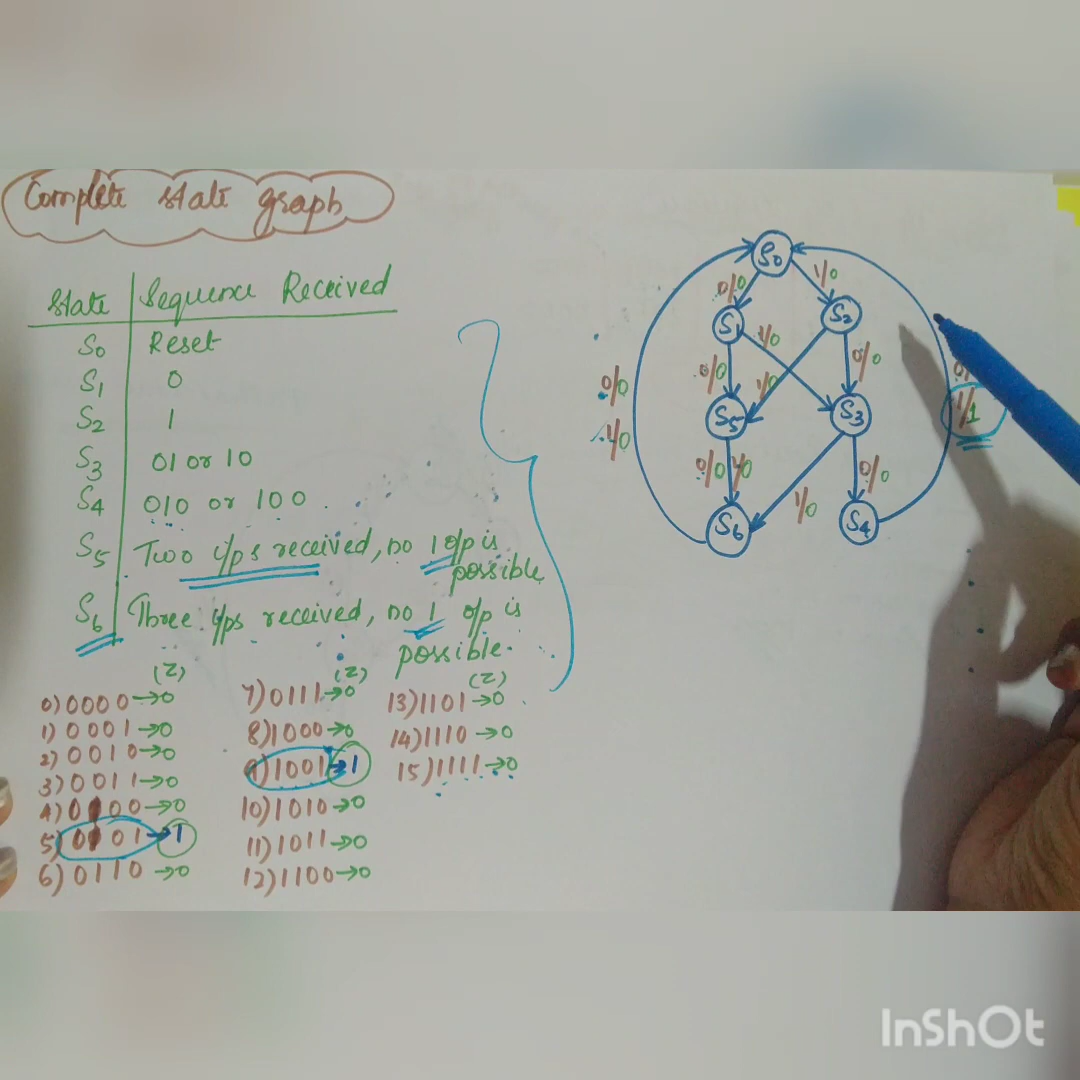 Complete state graph
State | Sequence Received
S0 Reset
S1 0
S2 1
S3 01 or 10
S4 010 or 100
S5 Two i/ps received, no 1 o/p is
possible
S6 Three i/ps received, no 1 o/p is
possible.
(Z)
0) 0000→0
1) 0001→0
2) 0010→0
3) 0011→0
4) 0100→0
5) 0101→1
6) 0110→0
(Z)
7) 0111→0
8) 1000→0
9) 1001→1
10) 1010→0
11) 1011→0
12) 1100→0
(Z)
13) 1101→0
14) 1110→0
15) 1111→0
S0
0/0 1/0
S1 S2
1/0
0/0 1/0 0/0
0/0
1/0
1/1
S5 S3
0/0 1/0 0/0
1/0
S6 S4
InShOt